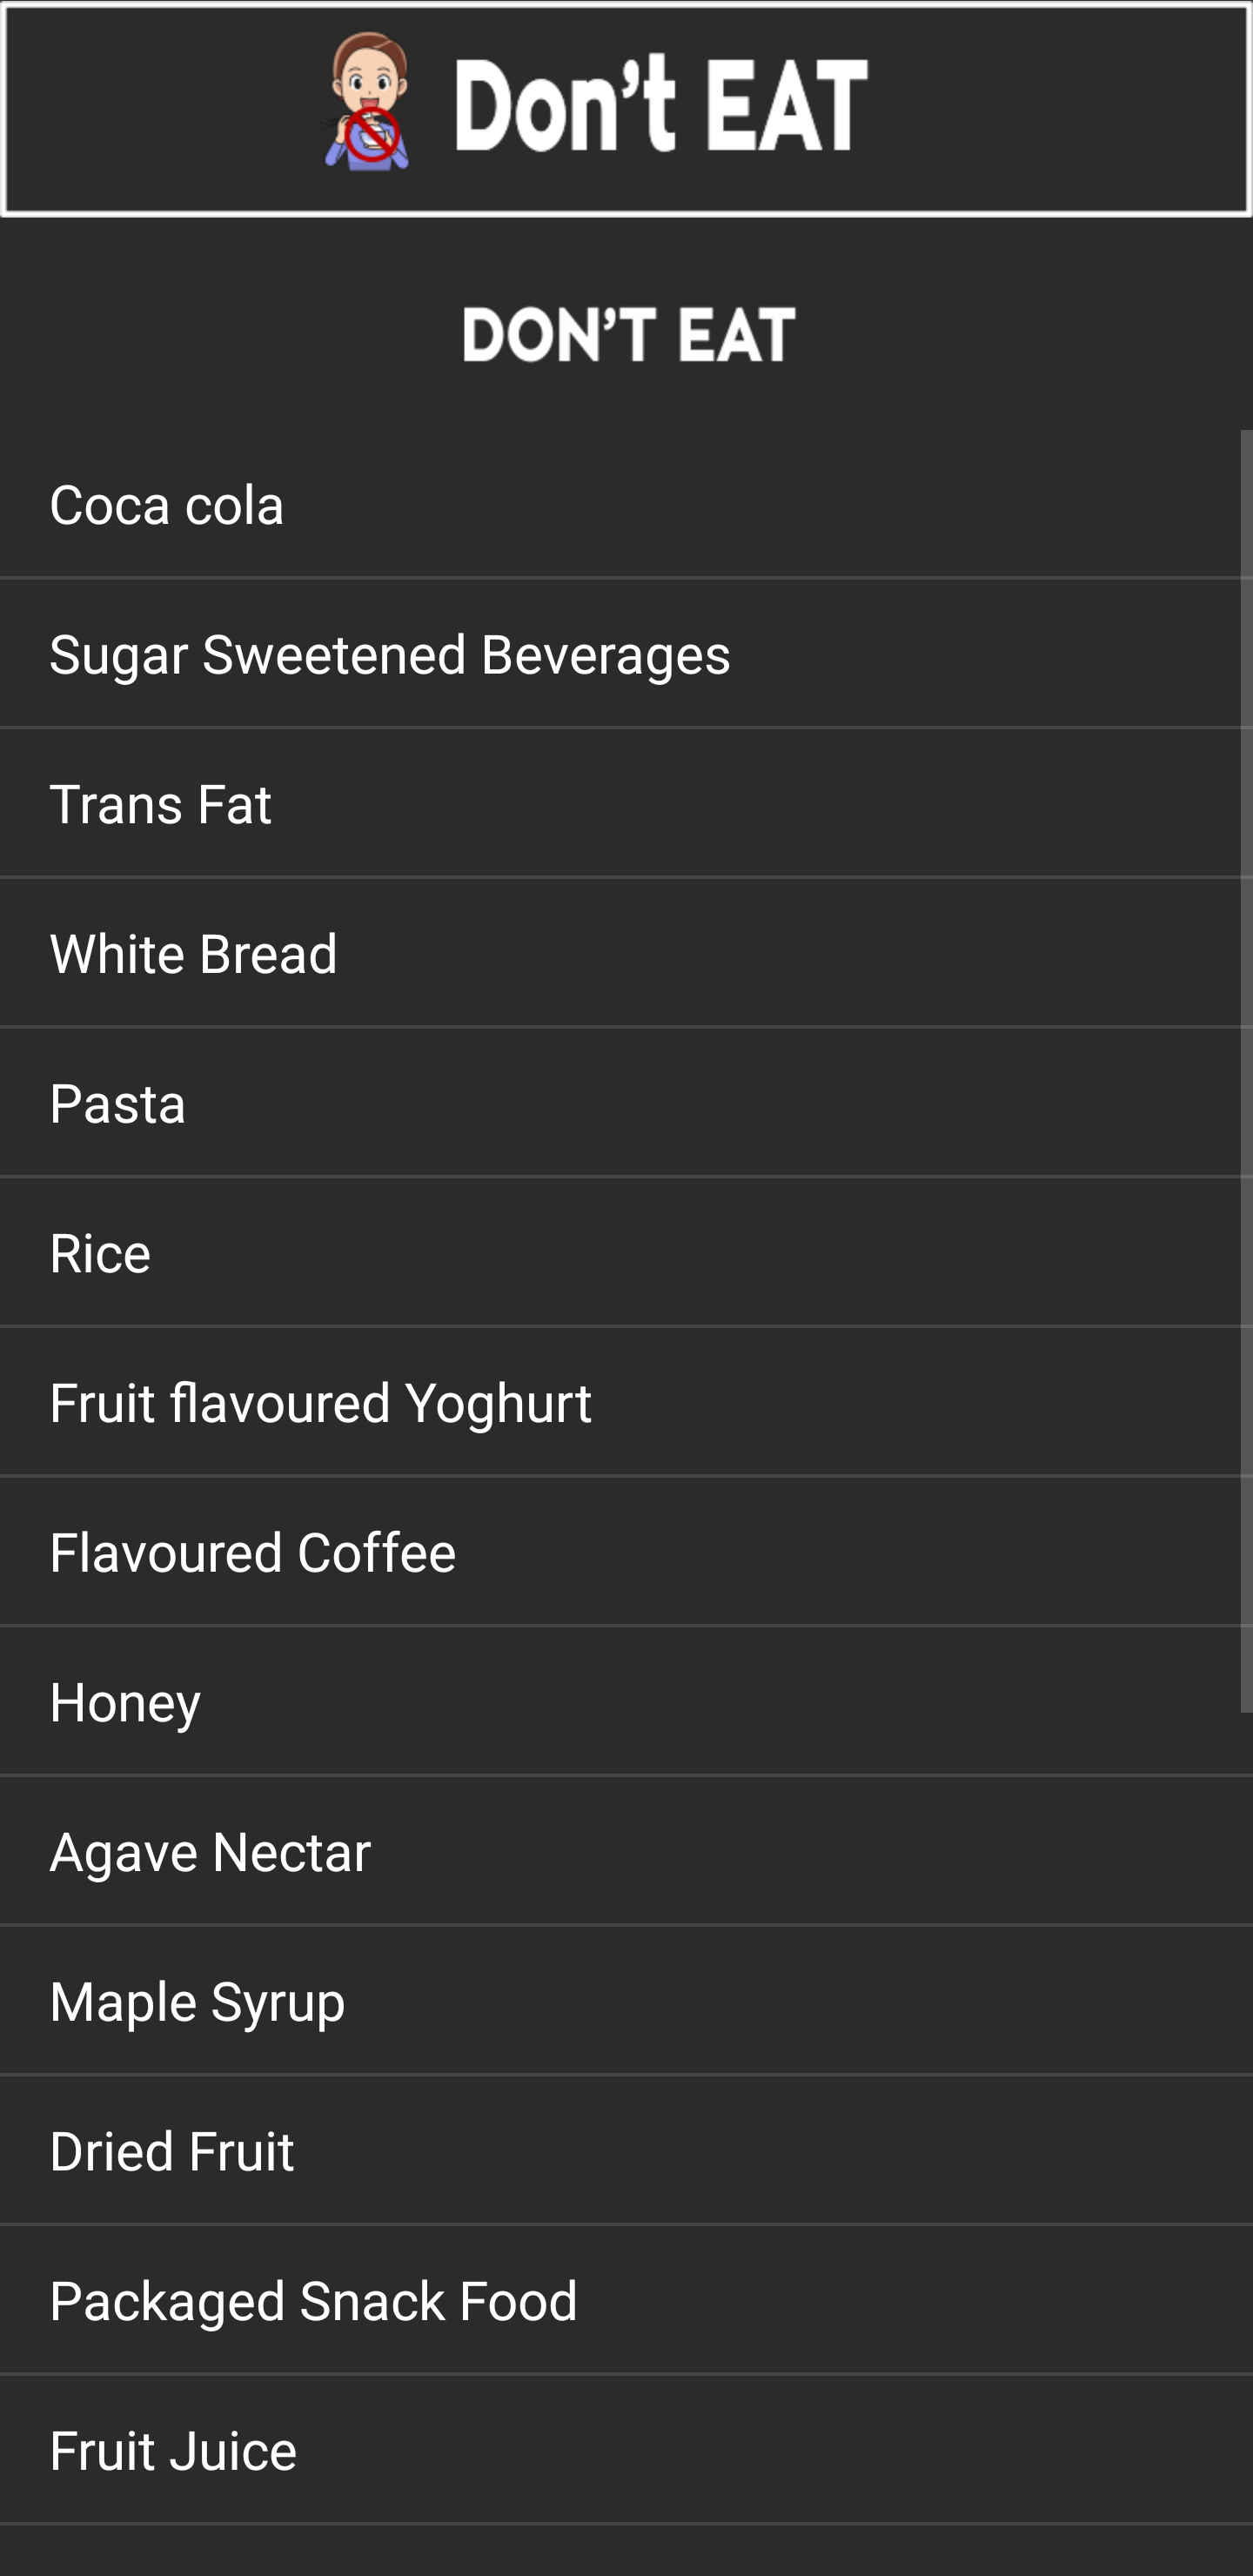 Don't EAT
DON'T EAT
Coca cola
Sugar Sweetened Beverages
Trans Fat
White Bread
Pasta
Rice
Fruit flavoured Yoghurt
Flavoured Coffee
Honey
Agave Nectar
Maple Syrup
Dried Fruit
Packaged Snack Food
Fruit Juice